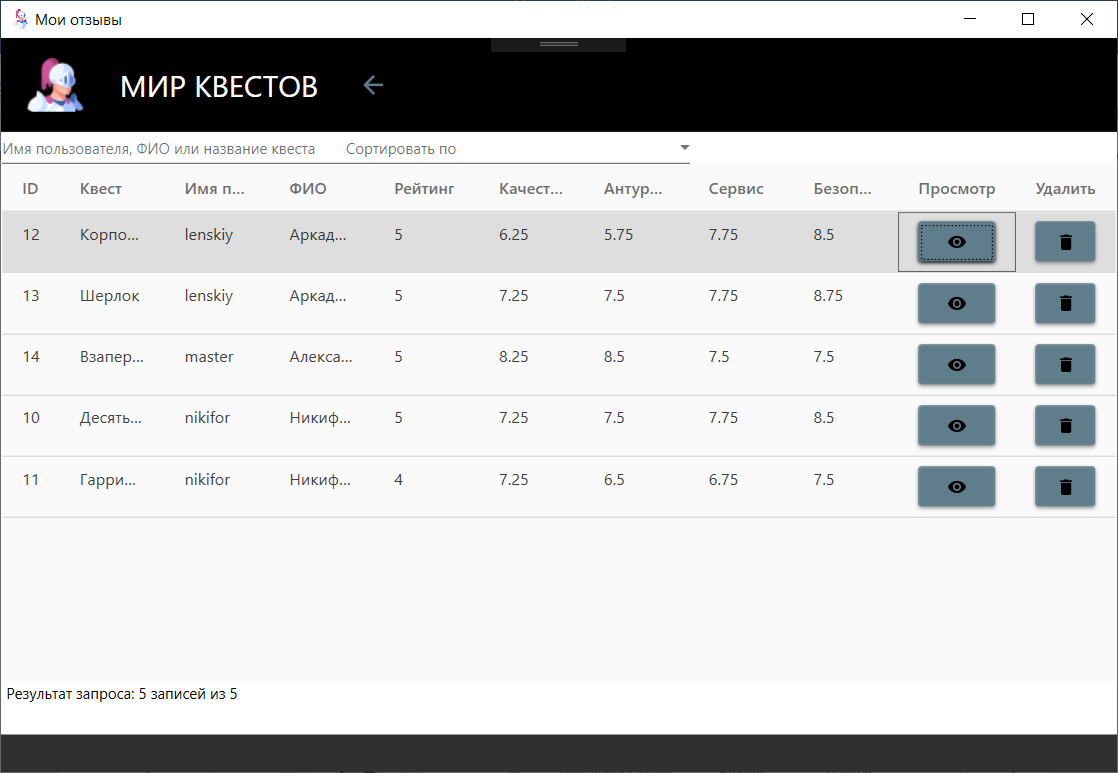 Мои отзывы
МИР КВЕСТОВ
Имя пользователя, ФИО или название квеста Сортировать по
ID Квест Имя п... ФИО Рейтинг Качест... Антур... Сервис Безоп... Просмотр Удалить
12 Корпо... lenskiy Аркад... 5 6.25 5.75 7.75 8.5
13 Шерлок lenskiy Аркад... 5 7.25 7.5 7.75 8.75
14 Взапер... master Алекса... 5 8.25 8.5 7.5 7.5
10 Десять... nikifor Никиф... 5 7.25 7.5 7.75 8.5
11 Гарри... nikifor Никиф... 4 7.25 6.5 6.75 7.5
Результат запроса: 5 записей из 5